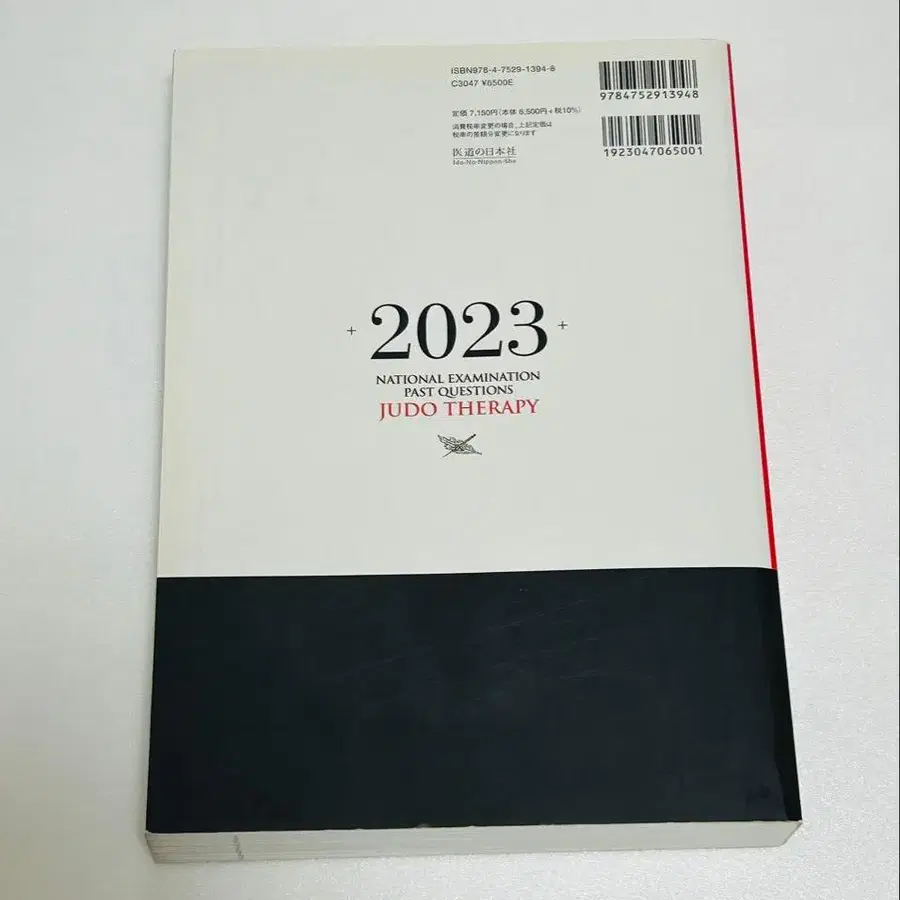 ISBN978-4-7529-1394-8
C3047 ¥6500E
定価 7,150円(本体 6,500円+税10%)
消費税率変更の場合、上記定価は
税率の差額分変更になります
医道の日本社
Ido-No-Nippon-Sha
9784752913948
1923047065001
+ 2023 +
NATIONAL EXAMINATION
PAST QUESTIONS
JUDO THERAPY